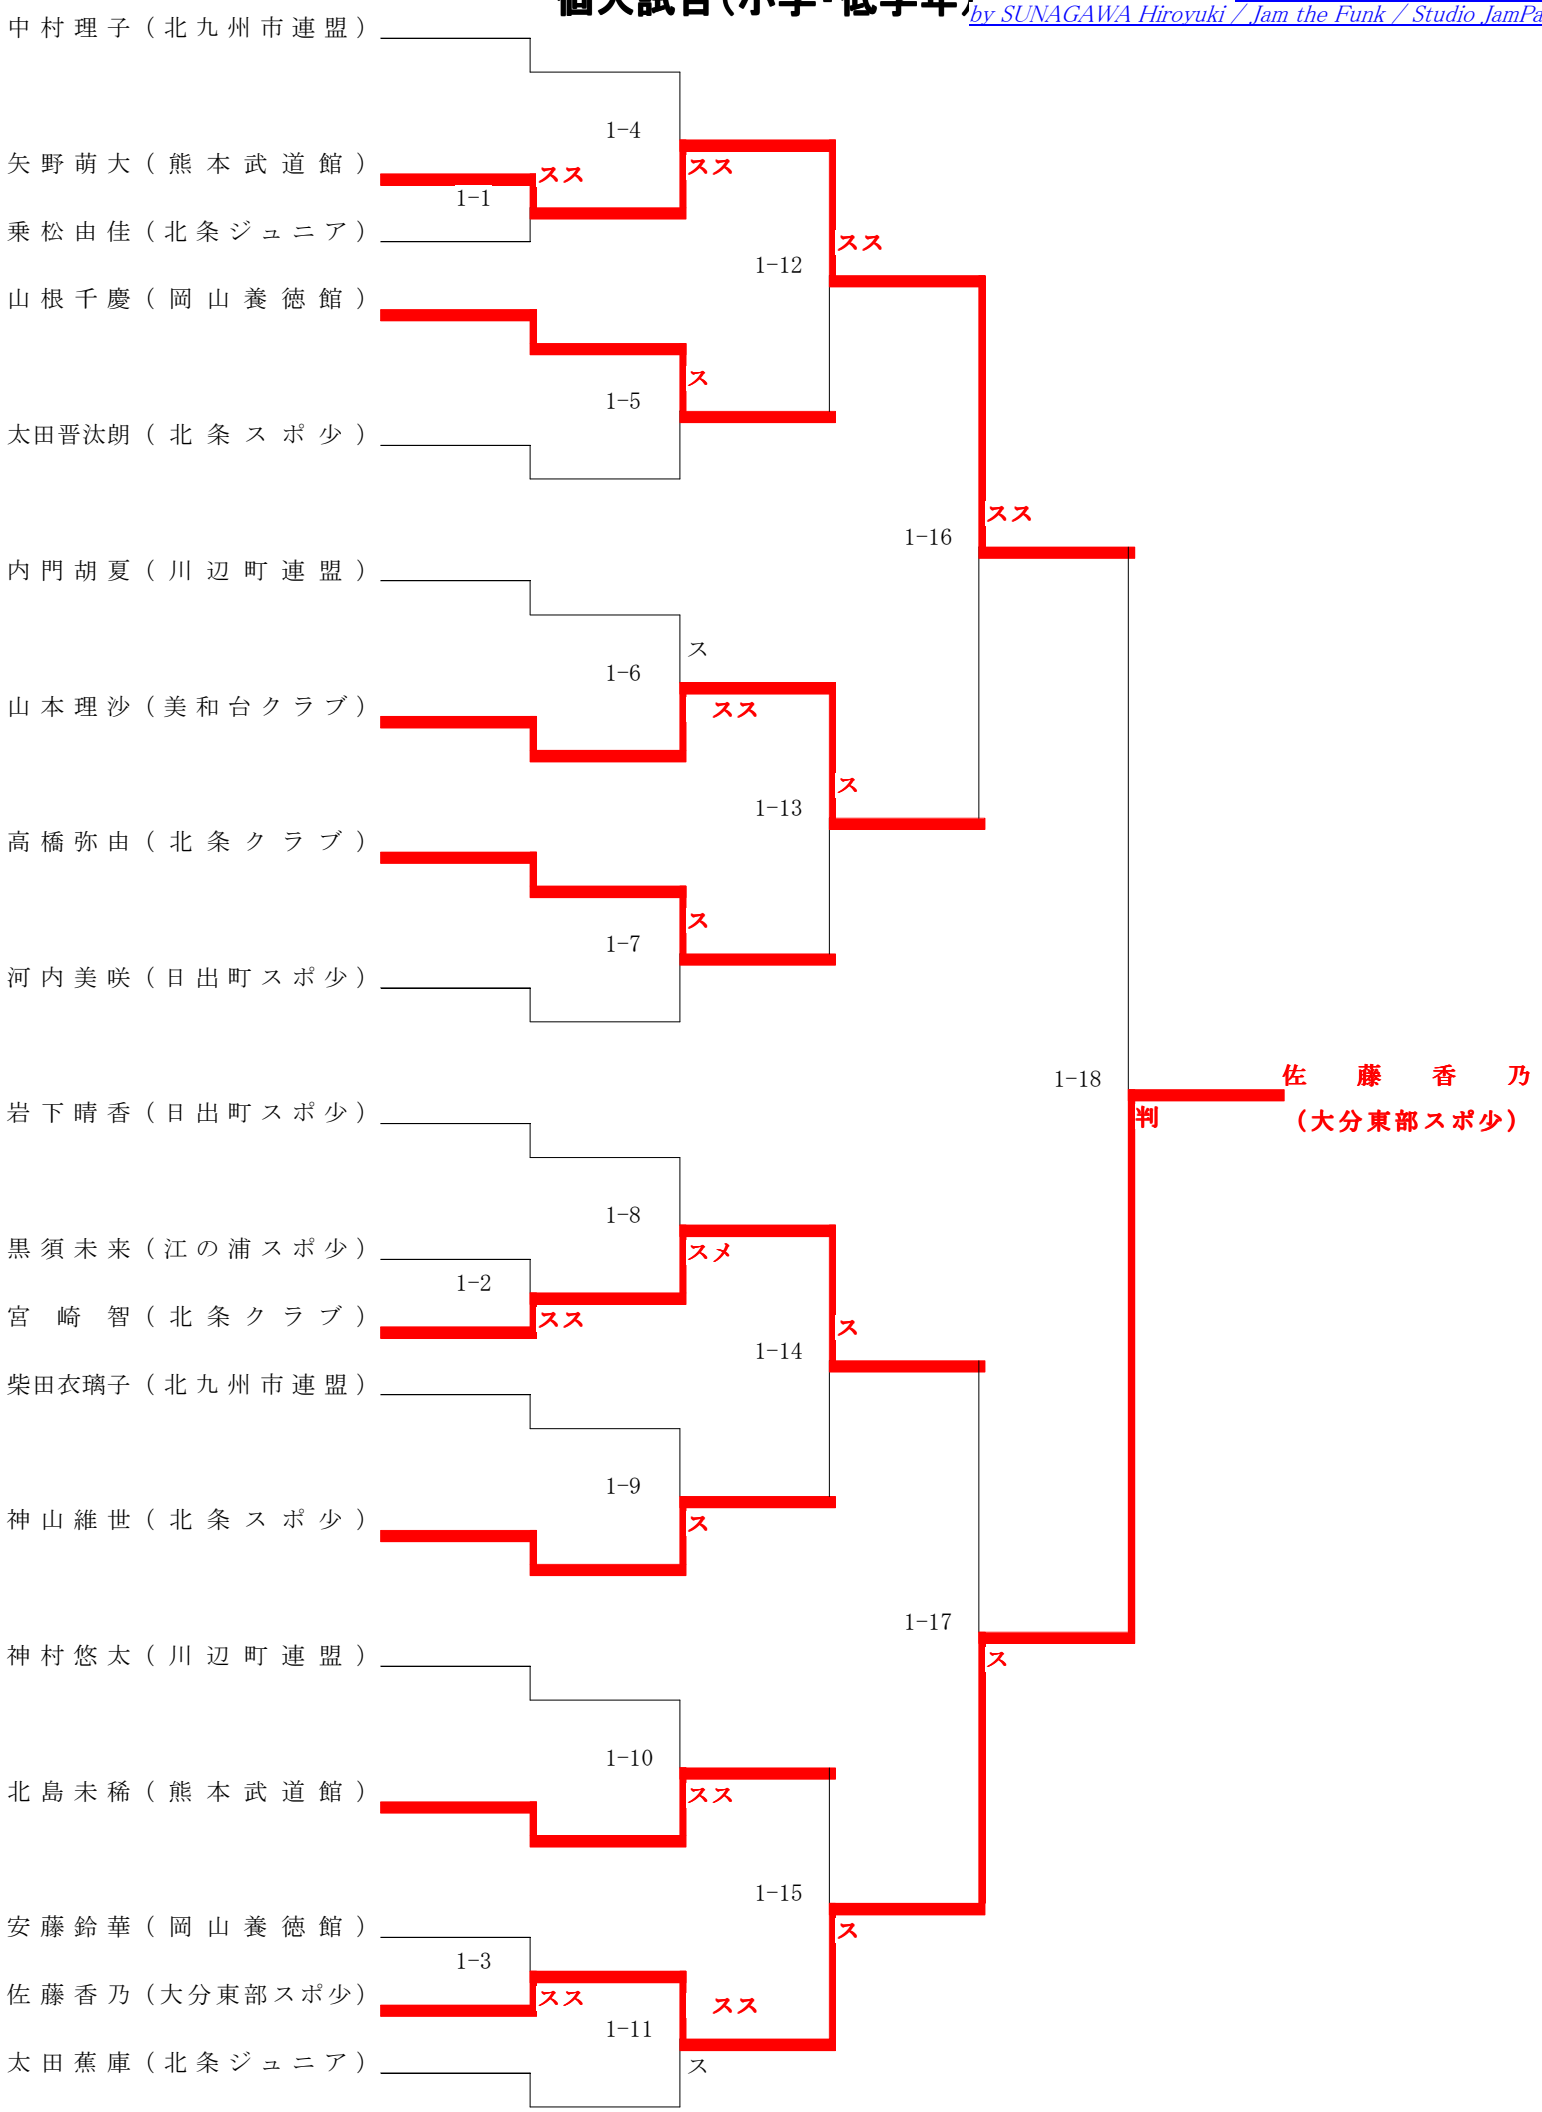 個人試合(小学・低学年)
by SUNAGAWA Hiroyuki / Jam the Funk / Studio JamPa
中村理子(北九州市連盟)
1-4
矢野萌大(熊本武道館)
スス
スス
1-1
乗松由佳(北条ジュニア)
スス
1-12
山根千慶(岡山養徳館)
ス
1-5
太田晋汰朗(北条スポ少)
スス
1-16
内門胡夏(川辺町連盟)
ス
1-6
山本理沙(美和台クラブ)
スス
ス
1-13
高橋弥由(北条クラブ)
ス
1-7
河内美咲(日出町スポ少)
1-18
佐藤香乃
(大分東部スポ少)
判
岩下晴香(日出町スポ少)
1-8
黒須未来(江の浦スポ少)
スメ
1-2
宮崎智(北条クラブ)
スス
ス
1-14
柴田衣璃子(北九州市連盟)
1-9
神山維世(北条スポ少)
ス
1-17
神村悠太(川辺町連盟)
ス
1-10
北島未稀(熊本武道館)
スス
1-15
安藤鈴華(岡山養徳館)
ス
1-3
佐藤香乃(大分東部スポ少)
スス
スス
1-11
太田蕉庫(北条ジュニア)
ス